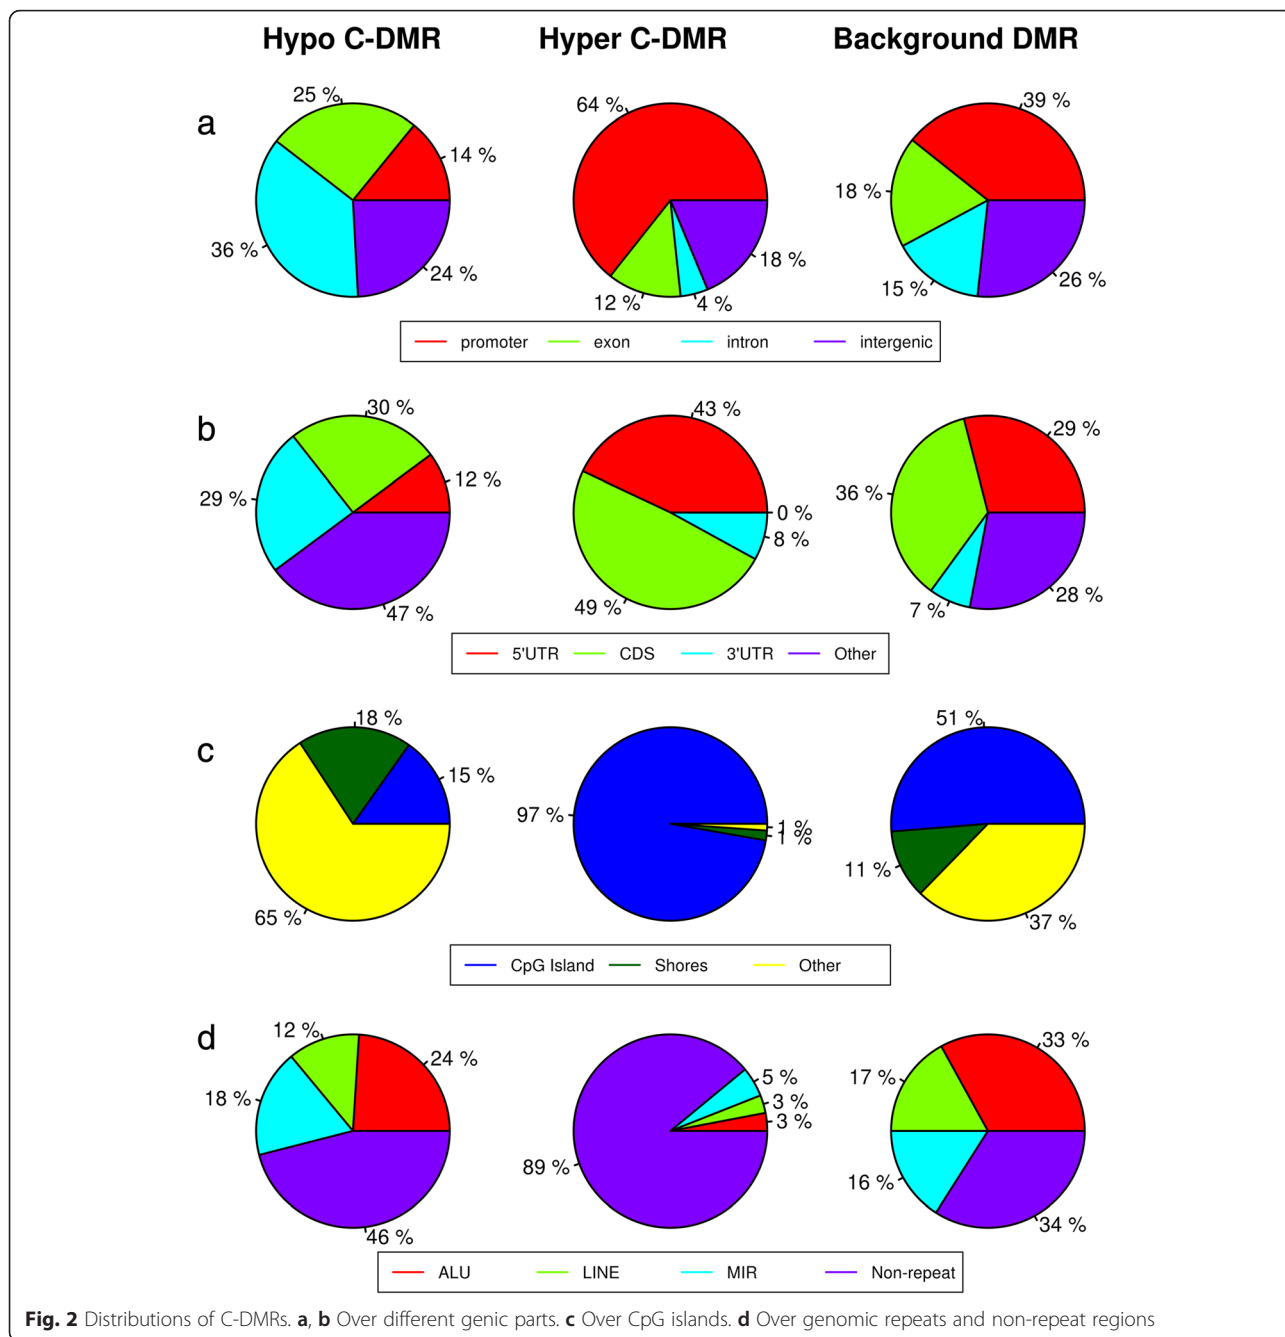 Hypo C-DMR Hyper C-DMR Background DMR
a
25 % 14 % 36 % 24 %
64 % 12 % 4 % 18 %
39 % 18 % 15 % 26 %
promoter exon intron intergenic
b
30 % 12 % 29 % 47 %
43 % 0 % 8 % 49 %
29 % 36 % 7 % 28 %
5'UTR CDS 3'UTR Other
c
18 % 15 % 65 %
97 % 1 % 1 %
51 % 11 % 37 %
CpG Island Shores Other
d
12 % 24 % 18 % 46 %
5 % 3 % 3 % 89 %
33 % 17 % 16 % 34 %
ALU LINE MIR Non-repeat
Fig. 2 Distributions of C-DMRs. a, b Over different genic parts. c Over CpG islands. d Over genomic repeats and non-repeat regions